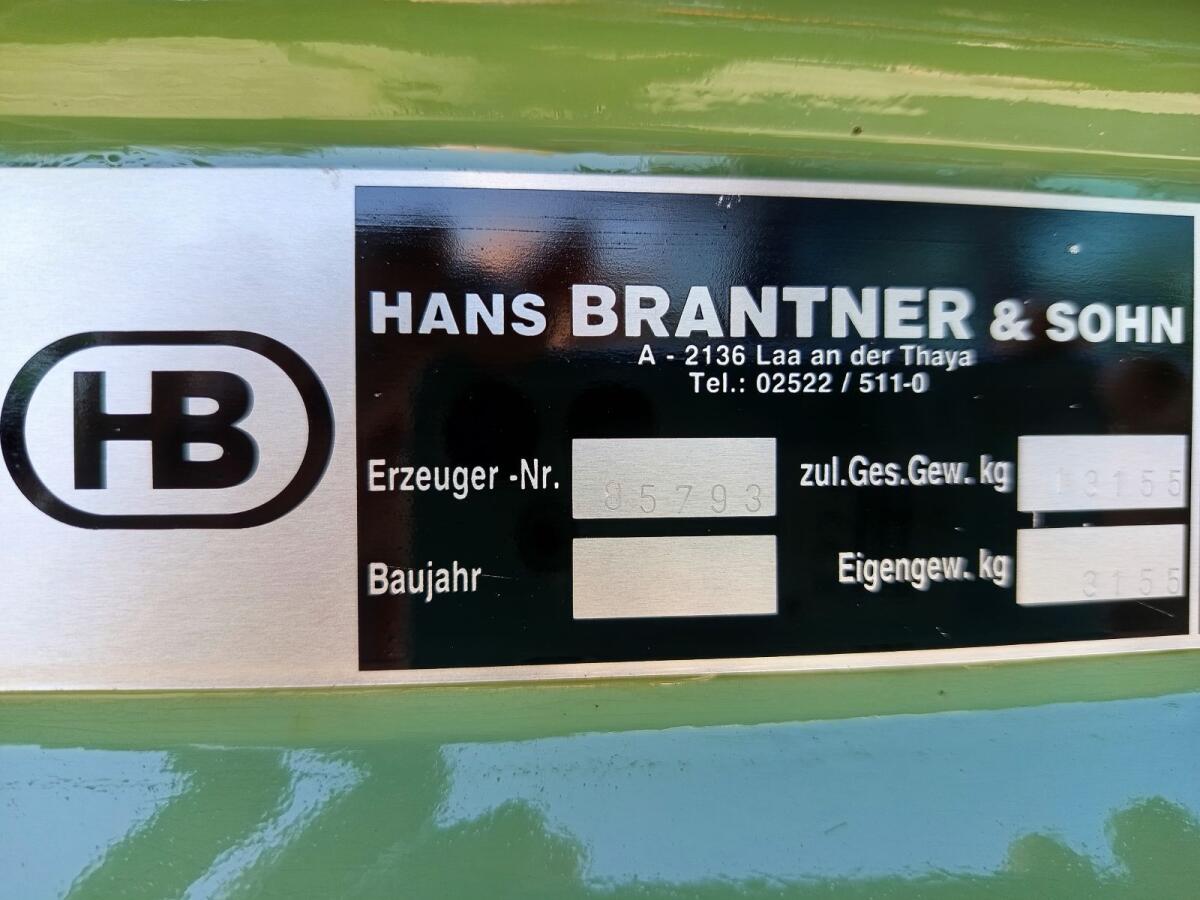 HB
HANS BRANTNER & SOHN
A - 2136 Laa an der Thaya
Tel.: 02522 / 511-0
Erzeuger -Nr. 85793
zul.Ges.Gew. kg 13155
Baujahr
Eigengew. kg 3155